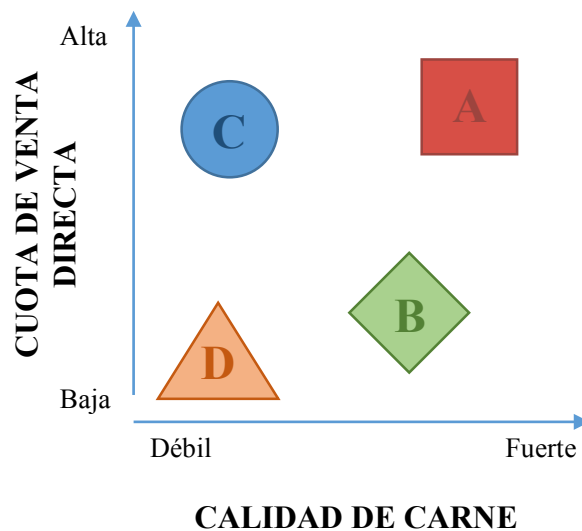 Alta
CUOTA DE VENTA
DIRECTA
C
A
B
D
Baja
Débil
Fuerte
CALIDAD DE CARNE